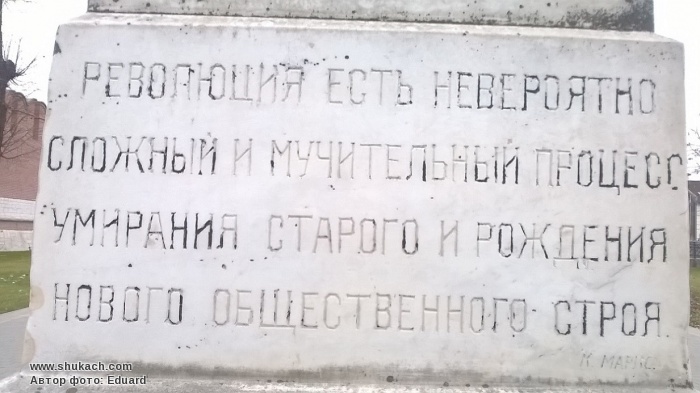 РЕВОЛЮЦИЯ ЕСТЬ НЕВЕРОЯТНО
СЛОЖНЫЙ И МУЧИТЕЛЬНЫЙ ПРОЦЕСС
УМИРАНИЯ СТАРОГО И РОЖДЕНИЯ
НОВОГО ОБЩЕСТВЕННОГО СТРОЯ.
К МАРКС.
www.shukach.com
Автор фото: Eduard